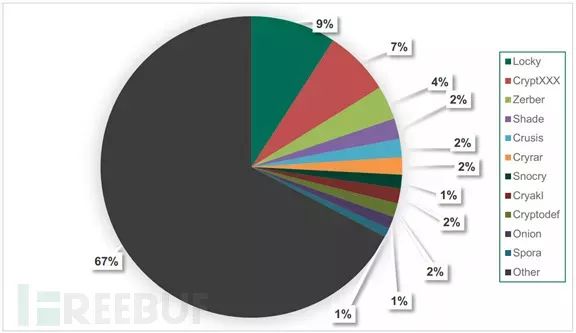 9%
7%
4%
2%
2%
2%
1%
2%
2%
1%
1%
67%
Locky
CryptXXX
Zerber
Shade
Crusis
Cryrar
Snocry
Cryakl
Cryptodef
Onion
Spora
Other
FREEBUF